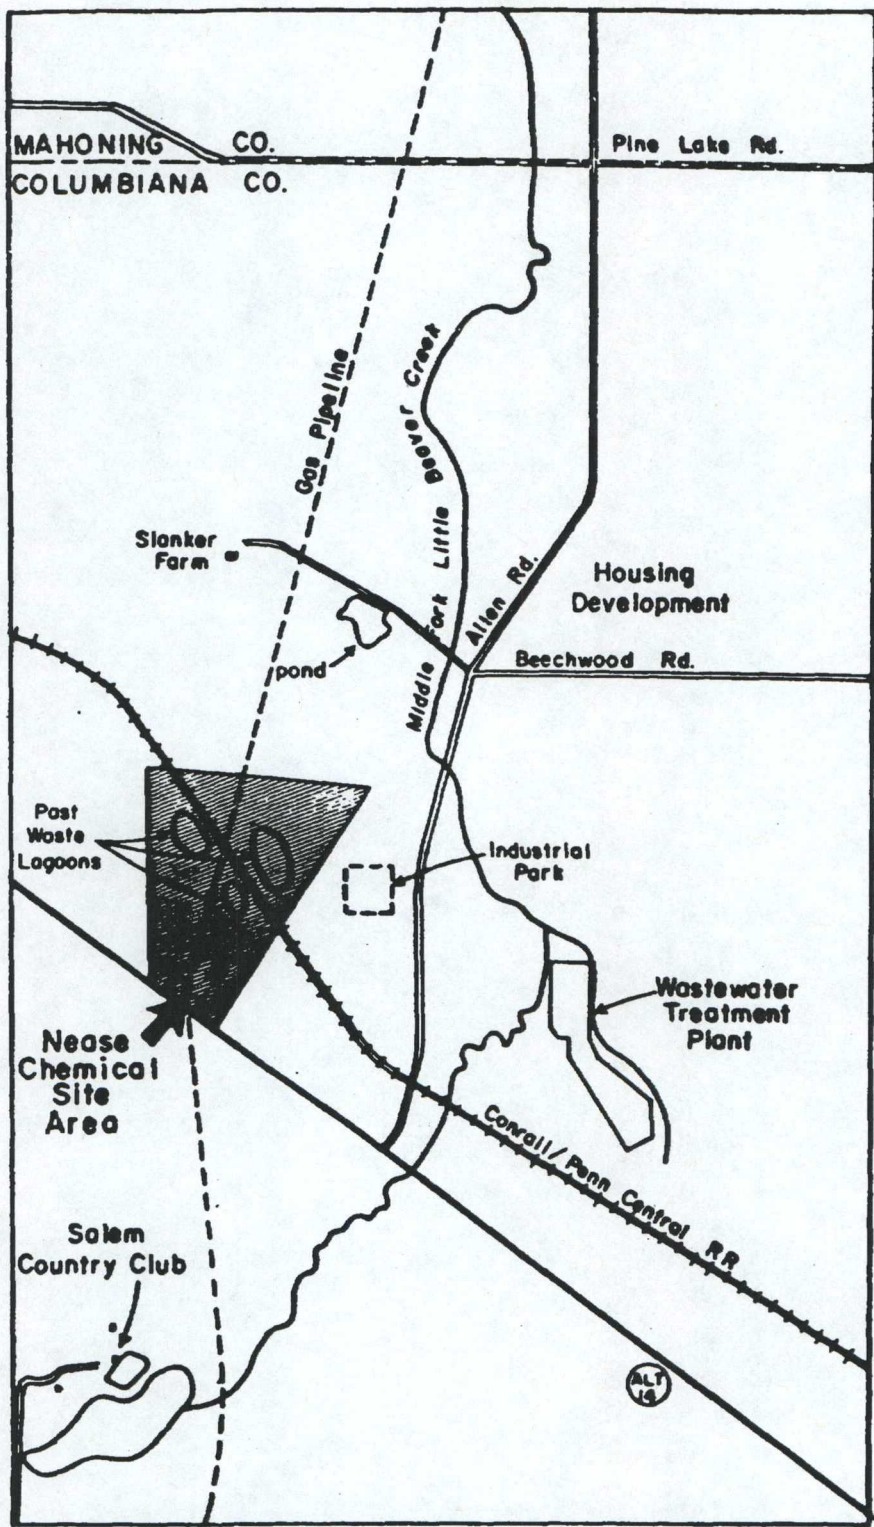 MAHONING CO.
COLUMBIANA CO.
Pine Lake Rd.
Gas Pipeline
Middle Fork Little Beaver Creek
Slanker
Farm
pond
Allen Rd.
Housing
Development
Beechwood Rd.
Past
Waste
Lagoons
Industrial
Park
Wastewater
Treatment
Plant
Nease
Chemical
Site
Area
Conrail/Penn Central RR
Salem
Country Club
ALT
14